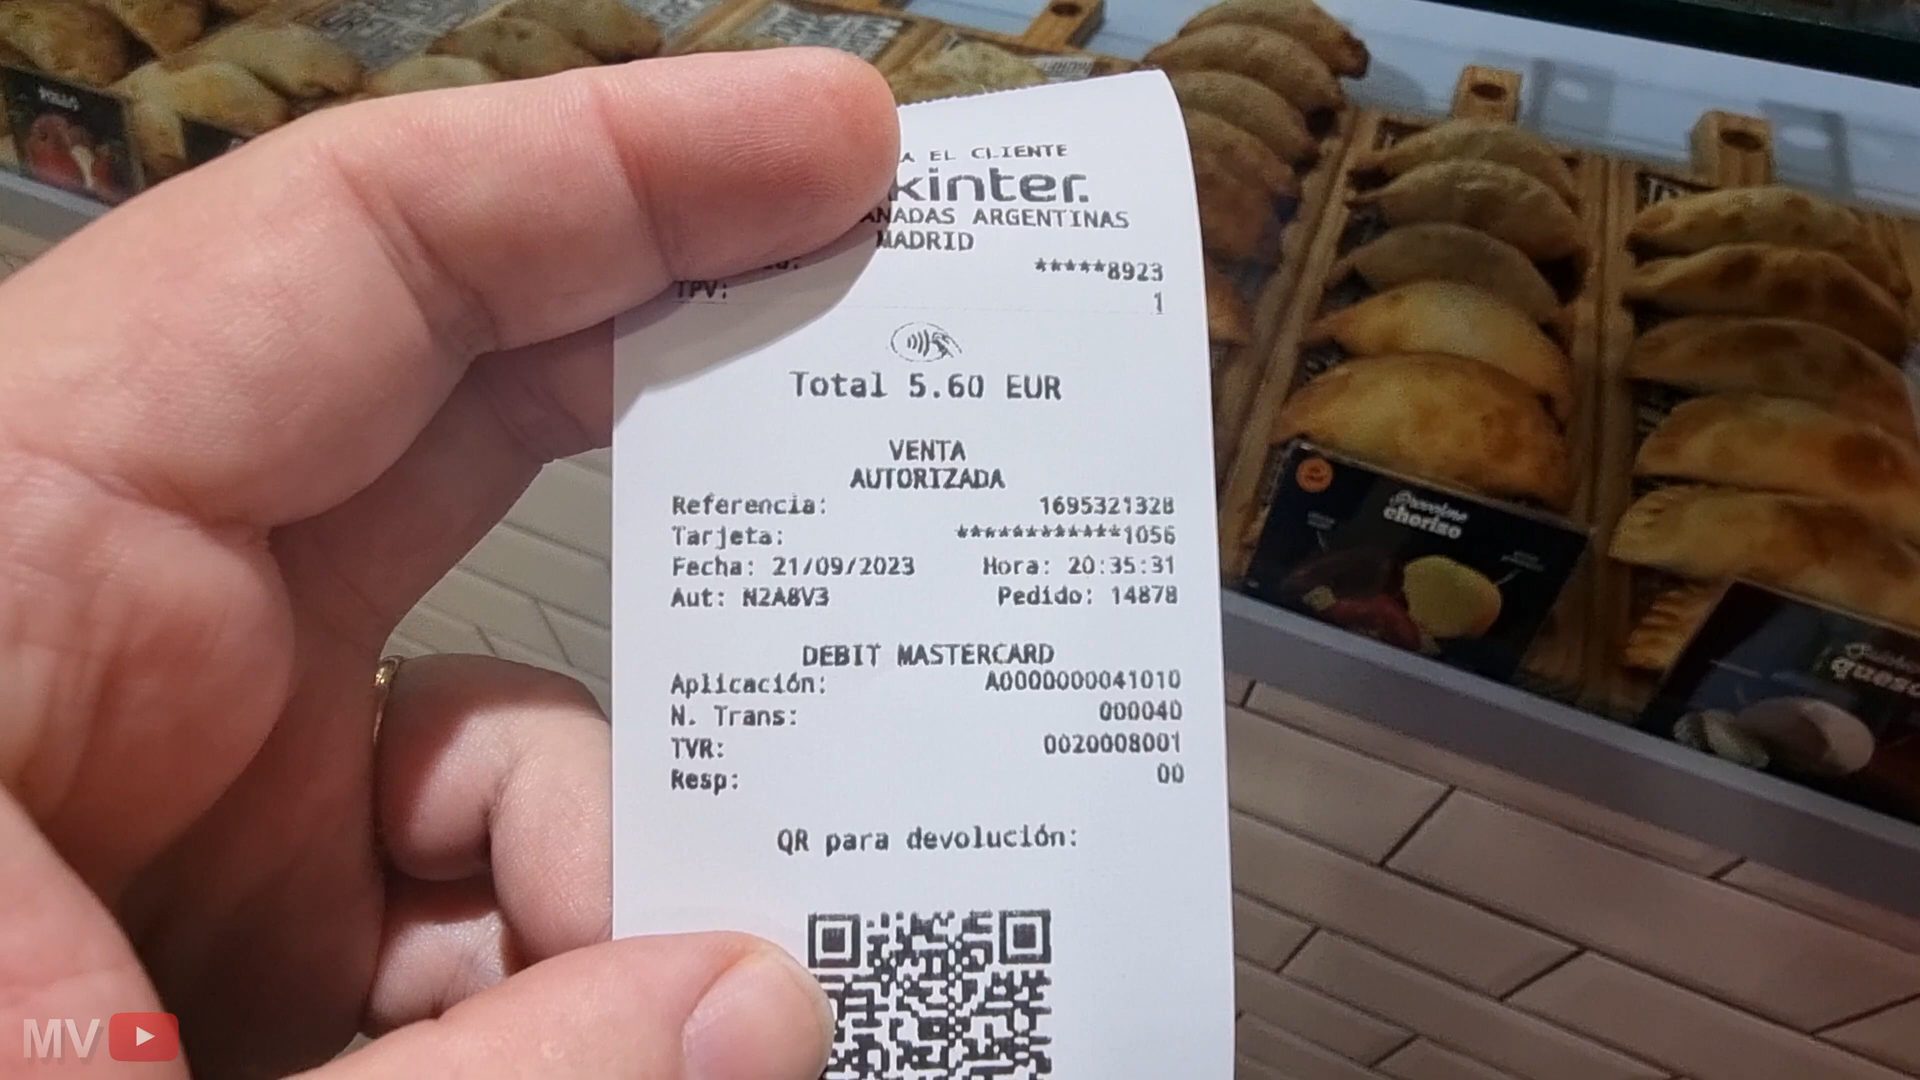 A EL CLIENTE
kinter.
ANADAS ARGENTINAS
MADRID
*****8923
TPV: 1
Total 5.60 EUR
VENTA
AUTORIZADA
Referencia: 1695321328
Tarjeta: ************1056
Fecha: 21/09/2023 Hora: 20:35:31
Aut: N2A8V3 Pedido: 14878
DEBIT MASTERCARD
Aplicación: A0000000041010
N. Trans: 000040
TVR: 0020008001
Resp: 00
QR para devolución:
POLLO
chorizo
queso
MV